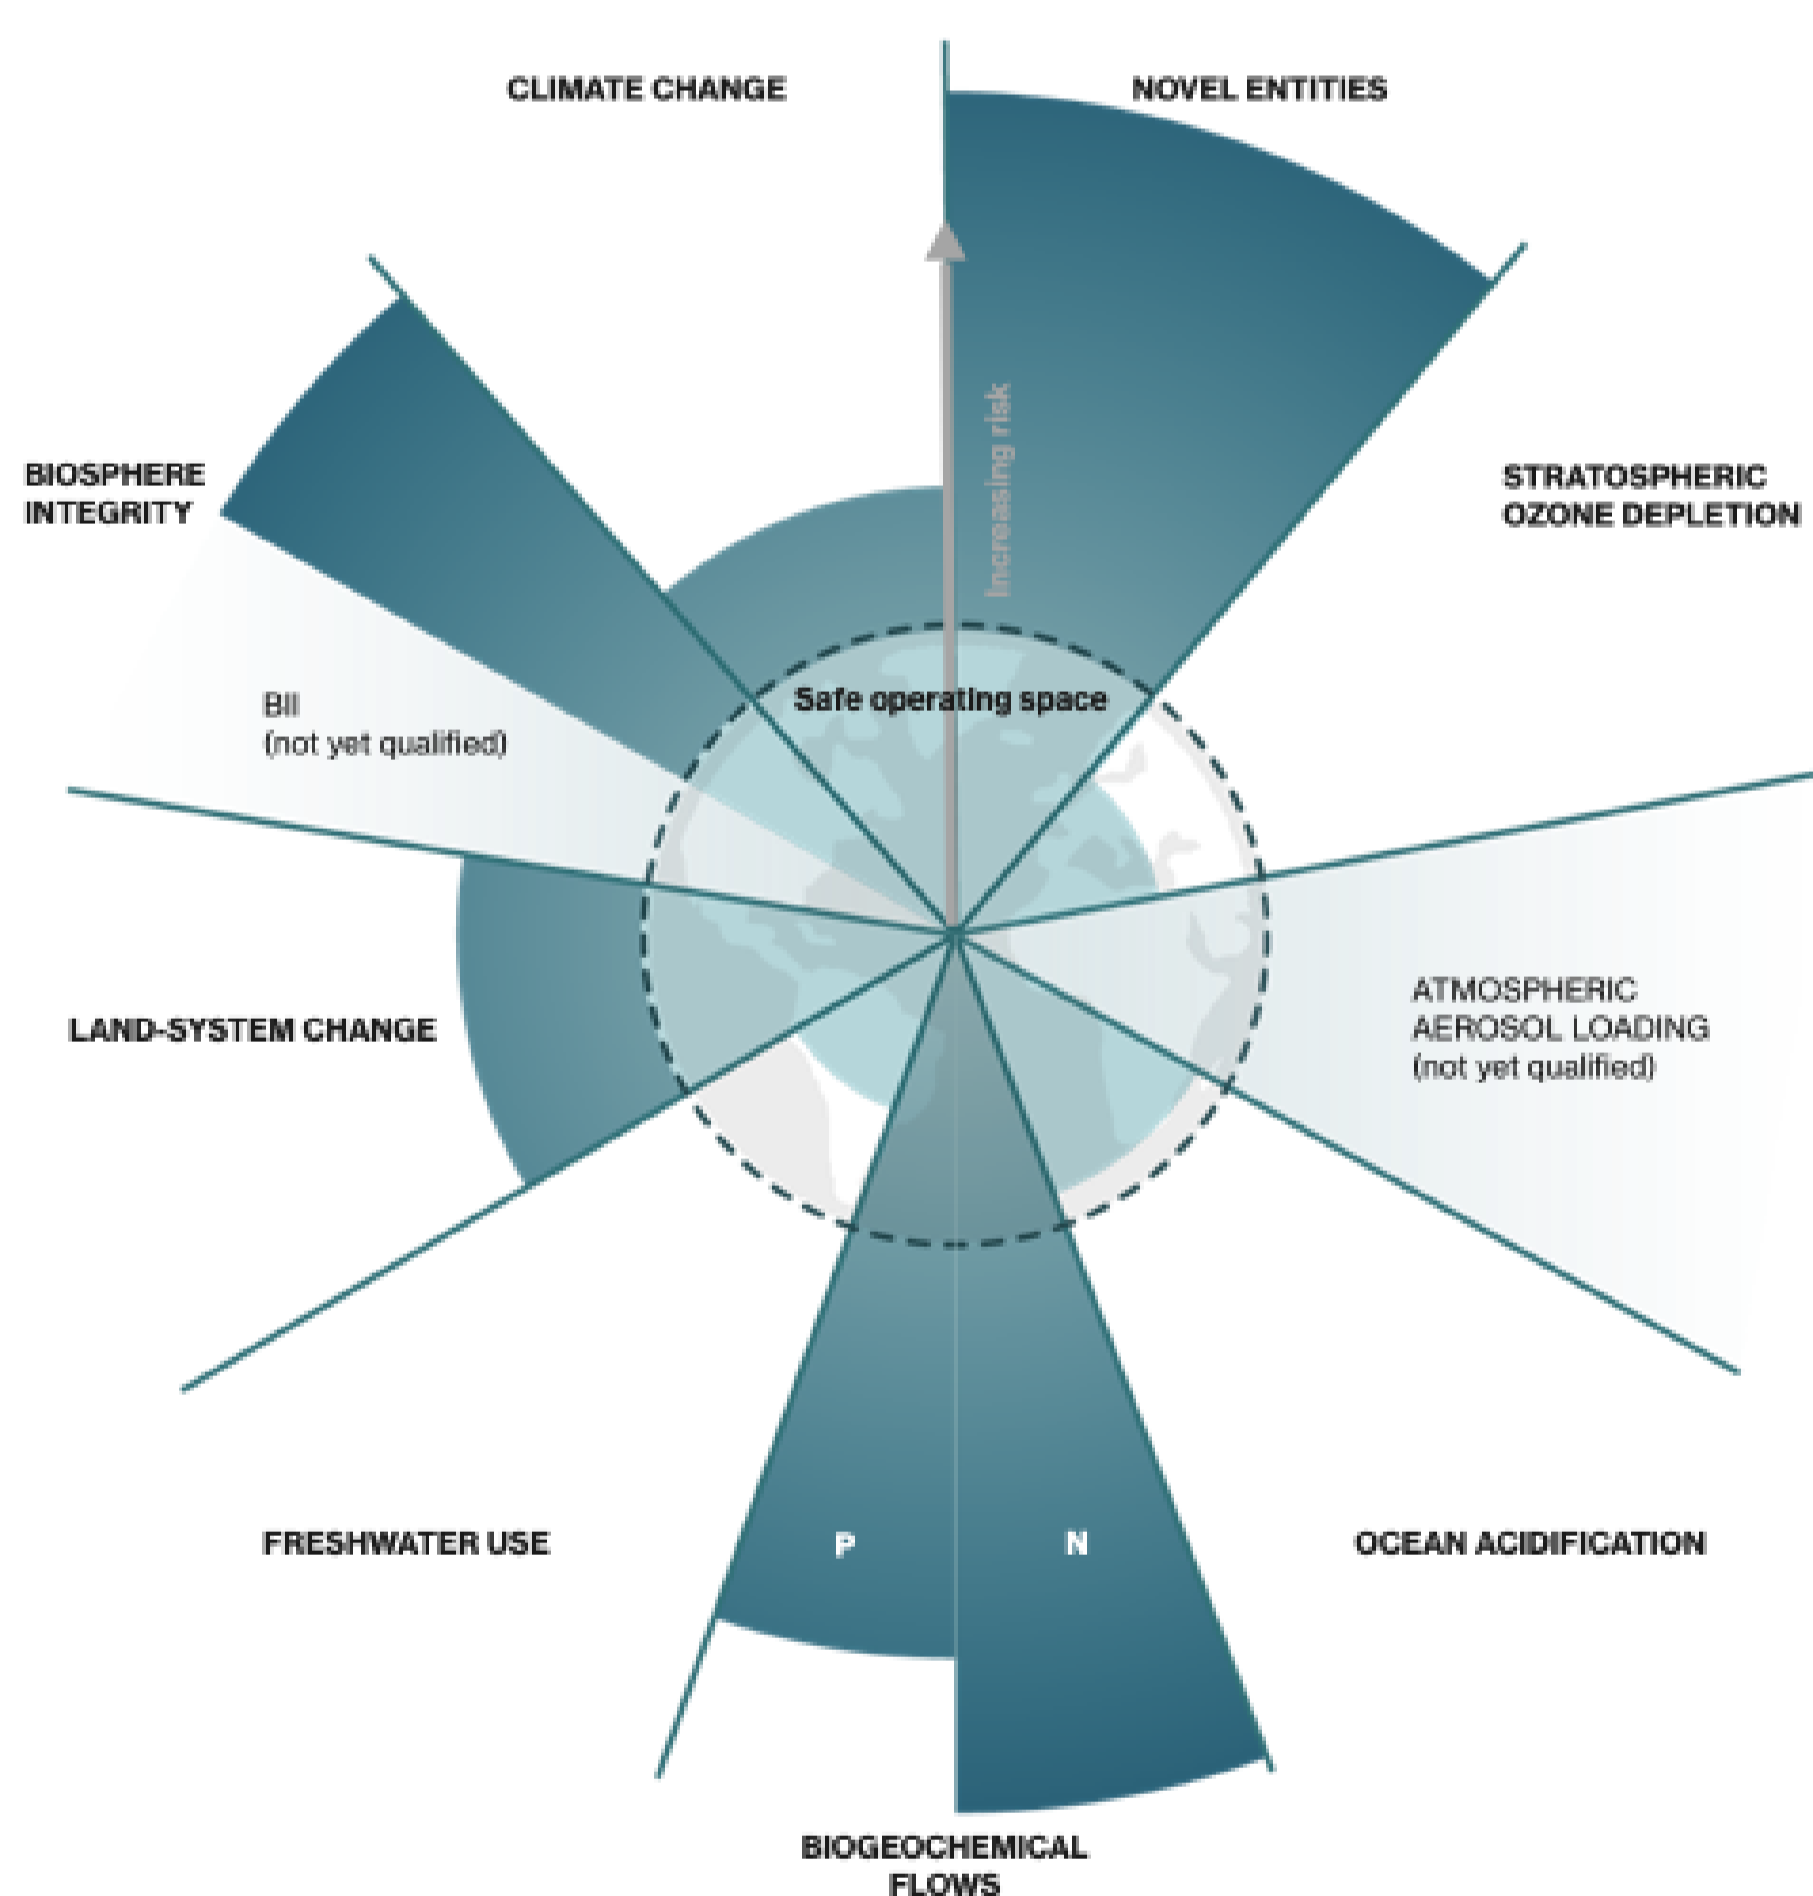 CLIMATE CHANGE
NOVEL ENTITIES
Increasing risk
BIOSPHERE
INTEGRITY
STRATOSPHERIC
OZONE DEPLETION
Safe operating space
BII
(not yet qualified)
ATMOSPHERIC
AEROSOL LOADING
(not yet qualified)
LAND-SYSTEM CHANGE
FRESHWATER USE
P
N
OCEAN ACIDIFICATION
BIOGEOCHEMICAL
FLOWS